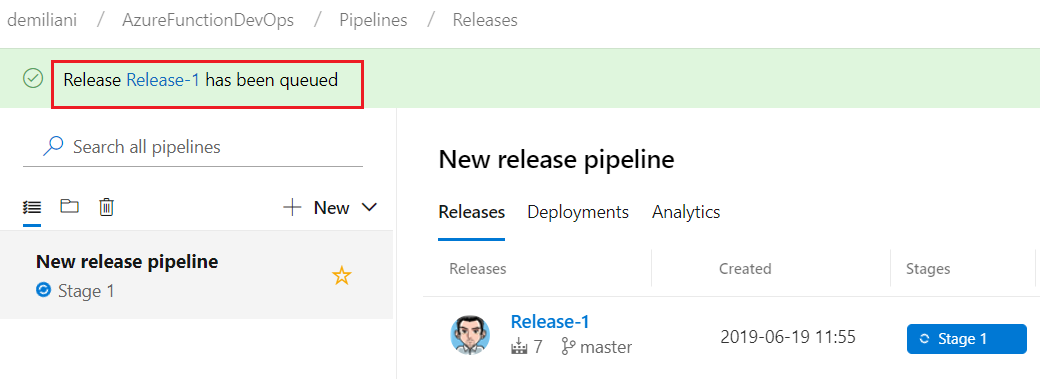 demiliani / AzureFunctionDevOps / Pipelines / Releases
Release Release-1 has been queued
Search all pipelines
New
New release pipeline
Stage 1
New release pipeline
Releases Deployments Analytics
Releases Created Stages
Release-1
7 master
2019-06-19 11:55
Stage 1